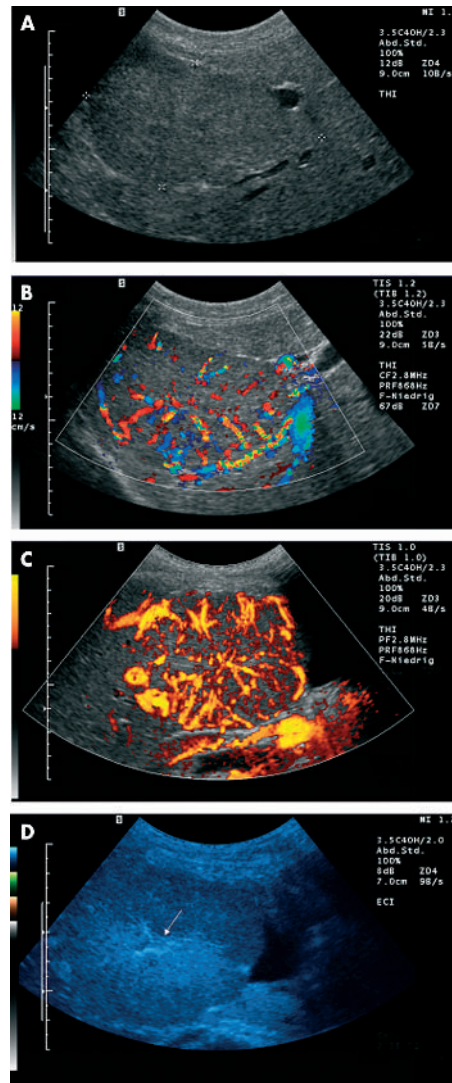 A
MI 1.
3.5C40H/2.3
Abd.Std.
100%
12dB ZD4
9.0cm 10B/s
THI
B
TIS 1.2
(TIB 1.2)
3.5C40H/2.3
Abd.Std.
100%
22dB ZD3
9.0cm 5B/s
THI
CF2.8MHz
PRF868Hz
F-Niedrig
67dB ZD7
12
12
cm/s
C
TIS 1.0
(TIB 1.0)
3.5C40H/2.3
Abd.Std.
100%
20dB ZD3
9.0cm 4B/s
THI
PF2.8MHz
PRF868Hz
F-Niedrig
D
3.5C40H/2.0
Abd.Std.
100%
8dB ZD4
7.0cm 9B/s
ECI